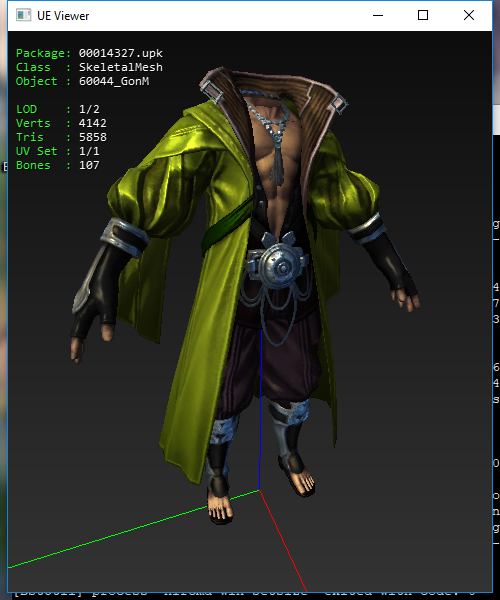 UE Viewer
Package: 00014327.upk
Class : SkeletalMesh
Object : 60044_GonM
LOD : 1/2
Verts : 4142
Tris : 5858
UV Set : 1/1
Bones : 107